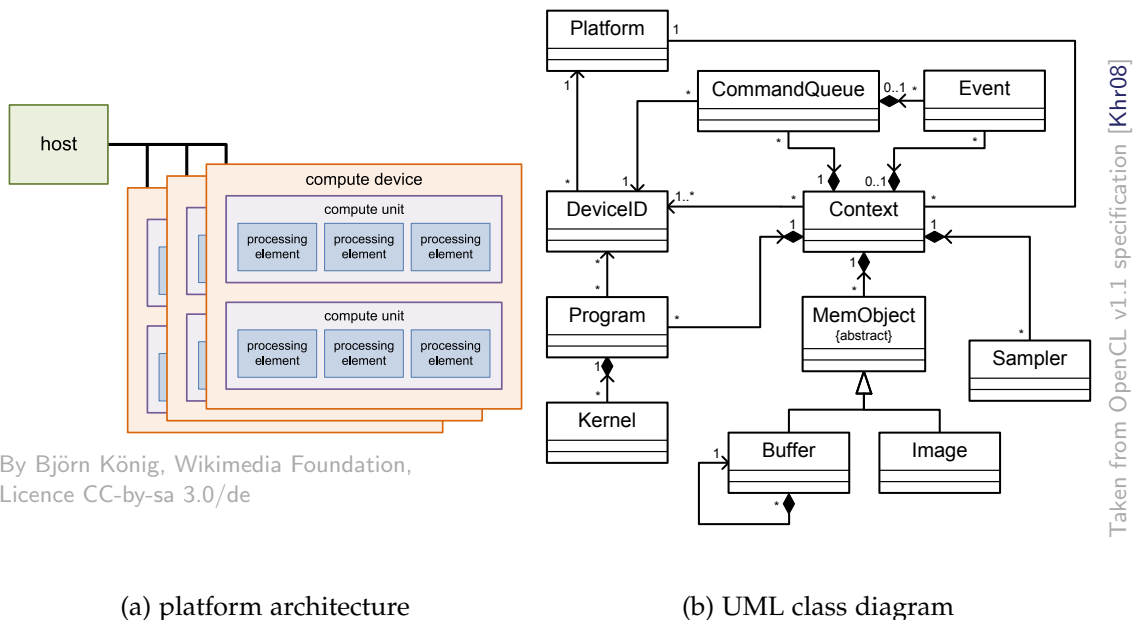 host
compute device
compute unit
processing element
processing element
processing element
compute unit
processing element
processing element
processing element
By Björn König, Wikimedia Foundation,
Licence CC-by-sa 3.0/de
(a) platform architecture
Platform
1
1
CommandQueue
0..1
*
Event
*
*
*
*
1
1
0..1
DeviceID
1..*
*
Context
*
1
1
*
*
1
*
Program
*
MemObject
{abstract}
Sampler
*
1
*
Kernel
Buffer
Image
1
*
Taken from OpenCL v1.1 specification [Khr08]
(b) UML class diagram